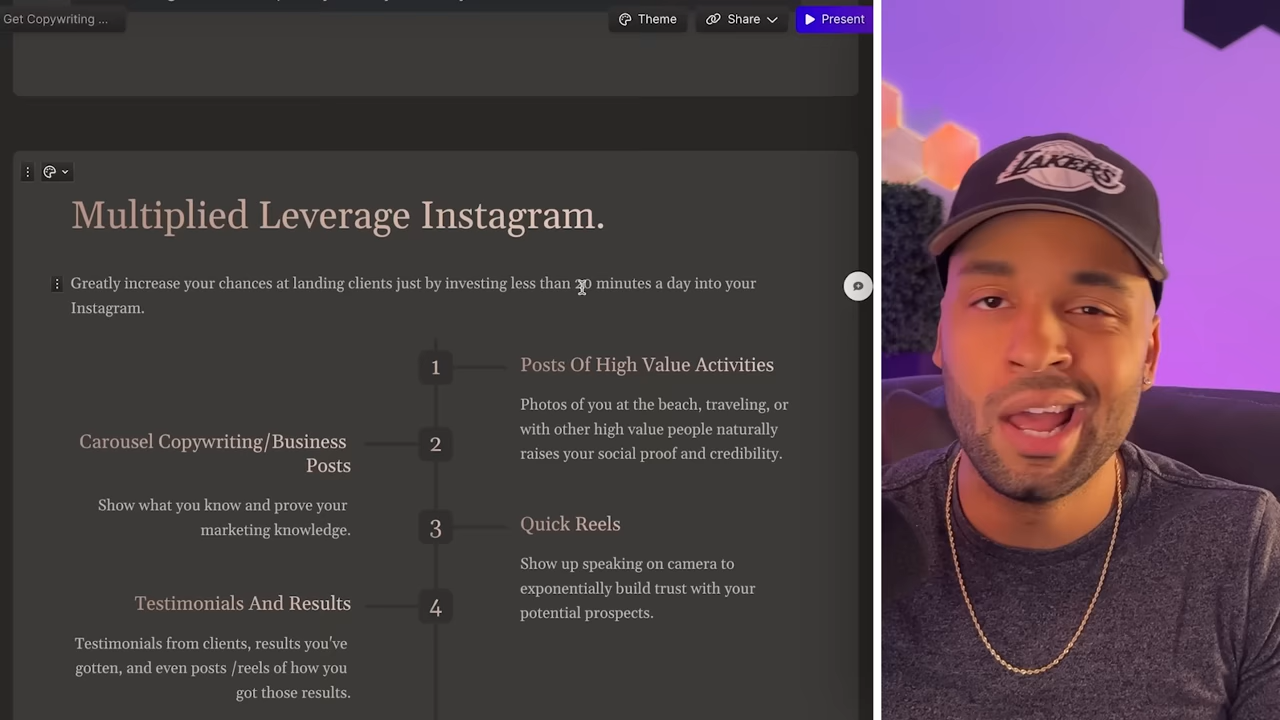 Get Copywriting ...
Theme
Share
Present
Multiplied Leverage Instagram.
Greatly increase your chances at landing clients just by investing less than 20 minutes a day into your
Instagram.
1
Posts Of High Value Activities
Photos of you at the beach, traveling, or
with other high value people naturally
raises your social proof and credibility.
Carousel Copywriting/Business
Posts
2
Show what you know and prove your
marketing knowledge.
3
Quick Reels
Show up speaking on camera to
exponentially build trust with your
potential prospects.
Testimonials And Results
4
Testimonials from clients, results you've
gotten, and even posts /reels of how you
got those results.
LAKERS